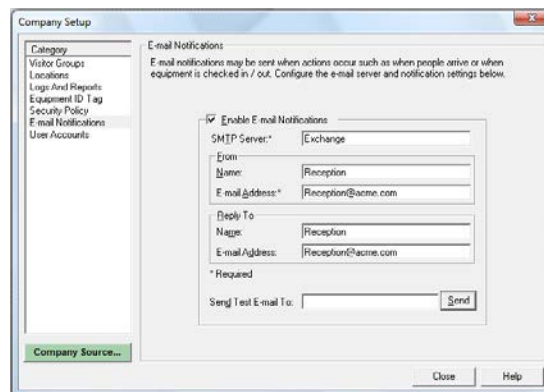 Company Setup
Category
Visitor Groups
Locations
Logs And Reports
Equipment ID Tag
Security Policy
E-mail Notifications
User Accounts
Company Source...
E-mail Notifications
E-mail notifications may be sent when actions occur such as when people arrive or when
equipment is checked in / out. Configure the e-mail server and notification settings below.
Enable E-mail Notifications
SMTP Server:* Exchange
From
Name: Reception
E-mail Address:* Reception@acme.com
Reply To
Name: Reception
E-mail Address: Reception@acme.com
* Required
Send Test E-mail To: Send
Close Help